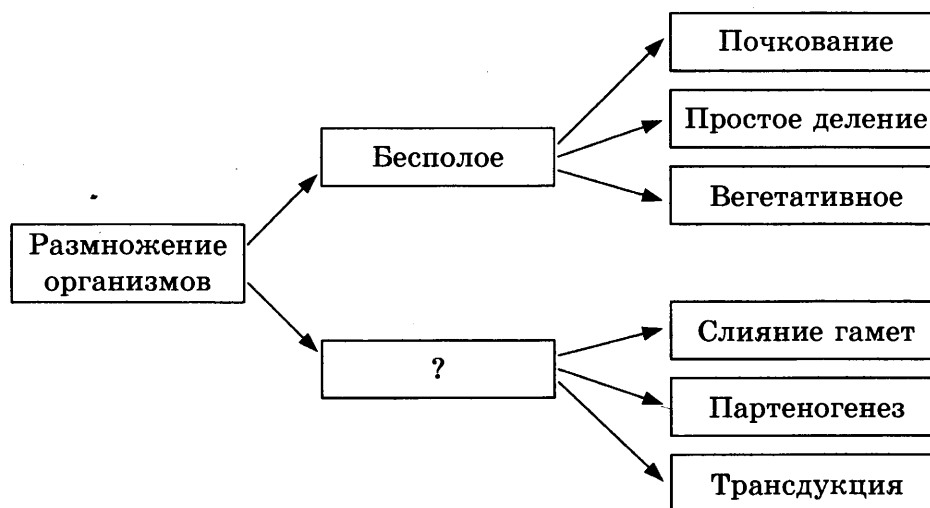 Почкование
Простое деление
Бесполое
Вегетативное
Размножение
организмов
Слияние гамет
?
Партеногенез
Трансдукция